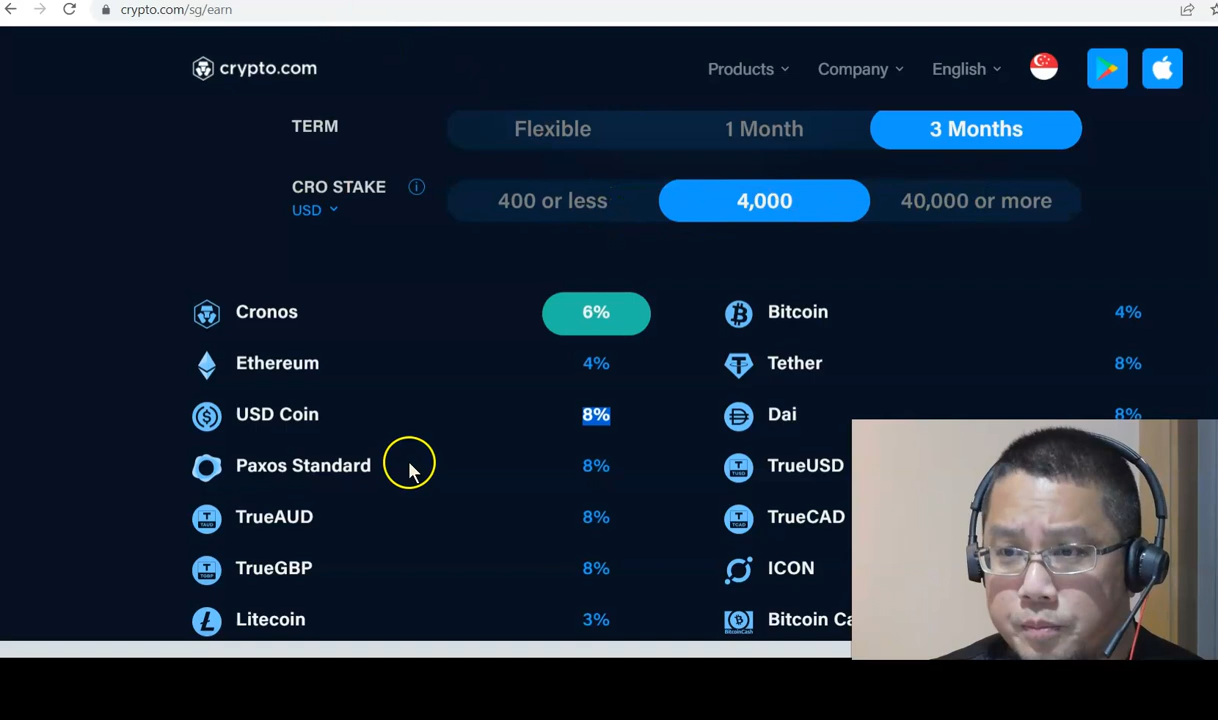 crypto.com/sg/earn
crypto.com
Products
Company
English
TERM
Flexible
1 Month
3 Months
CRO STAKE
USD
400 or less
4,000
40,000 or more
Cronos 6%
Bitcoin 4%
Ethereum 4%
Tether 8%
USD Coin 8%
Dai 8%
Paxos Standard 8%
TrueUSD
TrueAUD 8%
TrueCAD
TrueGBP 8%
ICON
Litecoin 3%
Bitcoin